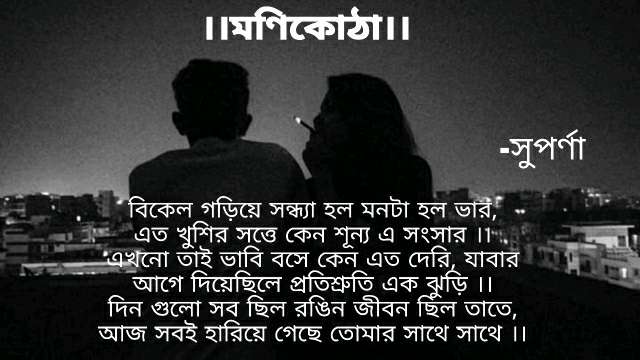 ।।মণিকোঠা।।
-সুপর্ণা
বিকেল গড়িয়ে সন্ধ্যা হল মনটা হল ভার,
এত খুশির সত্তে কেন শূন্য এ সংসার ।।
এখনো তাই ভাবি বসে কেন এত দেরি, যাবার
আগে দিয়েছিলে প্রতিশ্রুতি এক ঝুড়ি ।।
দিন গুলো সব ছিল রঙিন জীবন ছিল তাতে,
আজ সবই হারিয়ে গেছে তোমার সাথে সাথে ।।